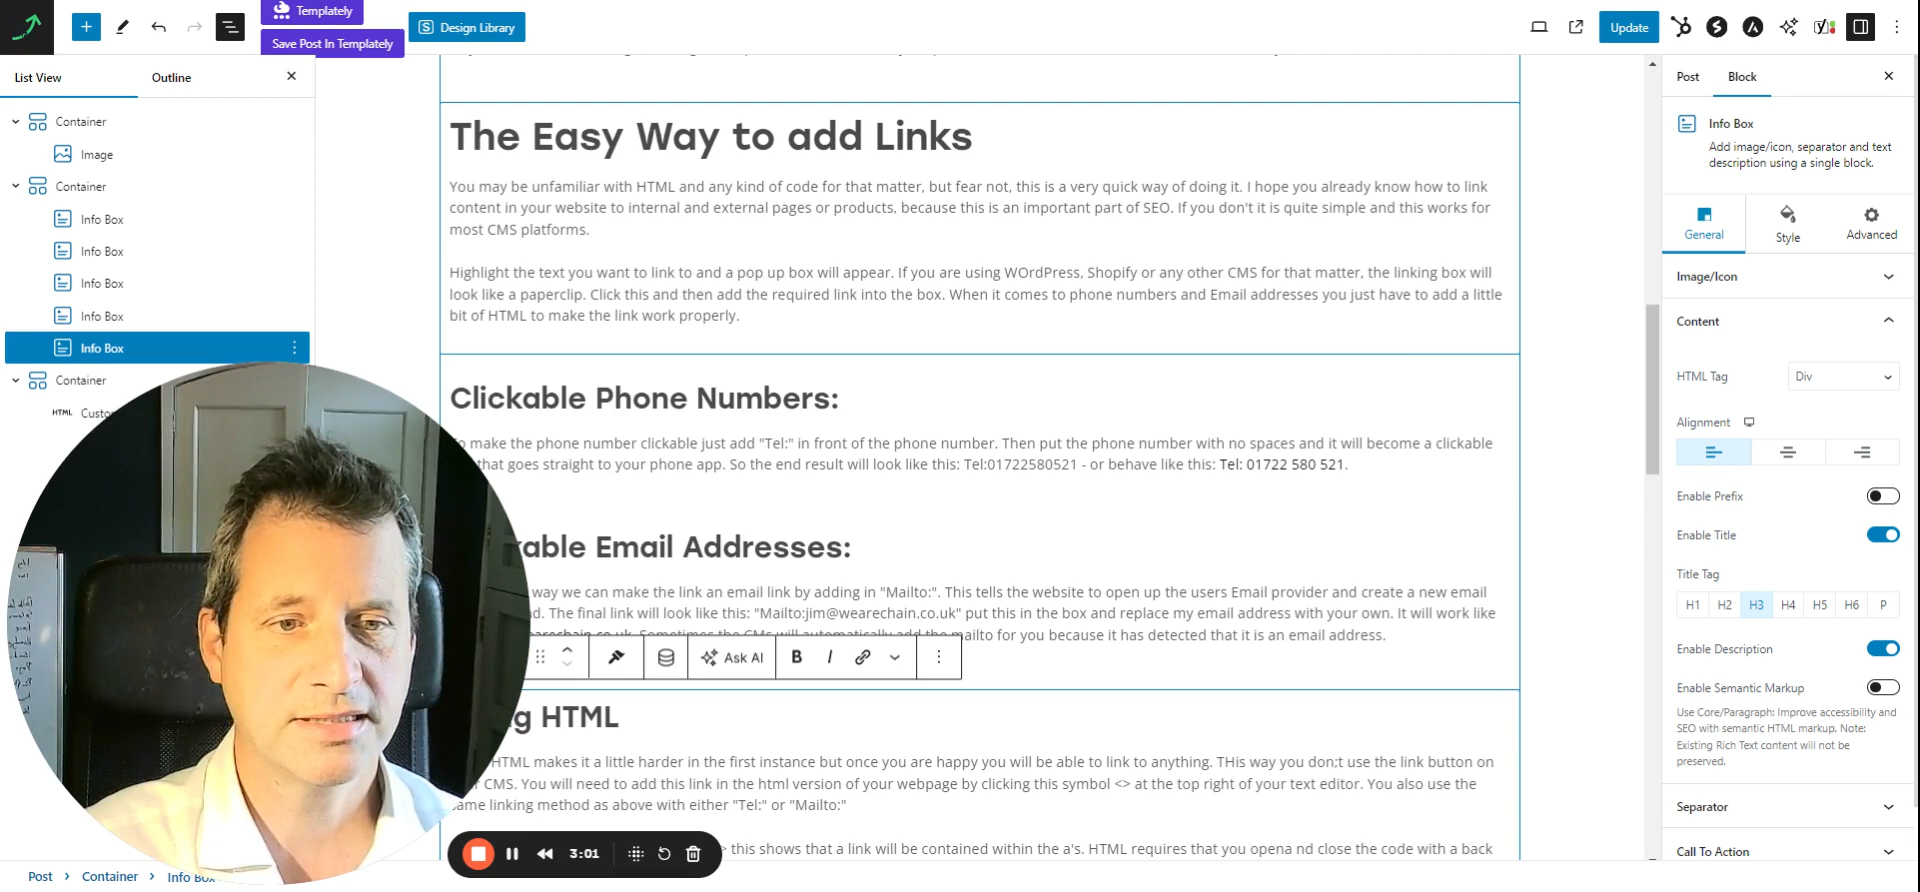 Templately
Save Post In Templately
Design Library
Update
List View
Outline
Container
Image
Container
Info Box
Info Box
Info Box
Info Box
Info Box
Container
HTML
The Easy Way to add Links
You may be unfamiliar with HTML and any kind of code for that matter, but fear not, this is a very quick way of doing it. I hope you already know how to link
content in your website to internal and external pages or products, because this is an important part of SEO. If you don't it is quite simple and this works for
most CMS platforms.
Highlight the text you want to link to and a pop up box will appear. If you are using WOrdPress, Shopify or any other CMS for that matter, the linking box will
look like a paperclip. Click this and then add the required link into the box. When it comes to phone numbers and Email addresses you just have to add a little
bit of HTML to make the link work properly.
Clickable Phone Numbers:
make the phone number clickable just add "Tel:" in front of the phone number. Then put the phone number with no spaces and it will become a clickable
that goes straight to your phone app. So the end result will look like this: Tel:01722580521 - or behave like this: Tel: 01722 580 521.
Email Addresses:
way we can make the link an email link by adding in "Mailto:". This tells the website to open up the users Email provider and create a new email
The final link will look like this: "Mailto:jim@wearechain.co.uk" put this in the box and replace my email address with your own. It will work like
Sometimes the CMs will automatically add the mailto for you because it has detected that it is an email address.
Ask AI
B
I
HTML
HTML makes it a little harder in the first instance but once you are happy you will be able to link to anything. THis way you don;t use the link button on
CMS. You will need to add this link in the html version of your webpage by clicking this symbol <> at the top right of your text editor. You also use the
same linking method as above with either "Tel:" or "Mailto:"
> this shows that a link will be contained within the a's. HTML requires that you opena nd close the code with a back
3:01
Post
Container
Info Box
Post
Block
Info Box
Add image/icon, separator and text
description using a single block.
General
Style
Advanced
Image/Icon
Content
HTML Tag
Div
Alignment
Enable Prefix
Enable Title
Title Tag
H1
H2
H3
H4
H5
H6
P
Enable Description
Enable Semantic Markup
Use Core/Paragraph: Improve accessibility and
SEO with semantic HTML markup. Note:
Existing Rich Text content will not be
preserved.
Separator
Call To Action